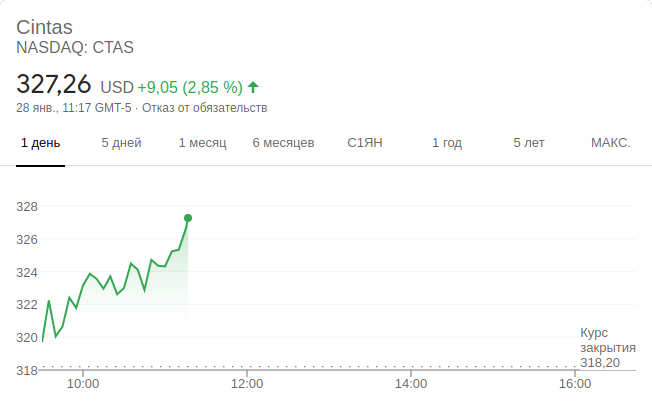 Cintas
NASDAQ: CTAS
327,26 USD +9,05 (2,85 %)
28 янв., 11:17 GMT-5 · Отказ от обязательств
1 день 5 дней 1 месяц 6 месяцев С1ЯН 1 год 5 лет МАКС.
328
326
324
322
320
318
Курс
закрытия
318,20
10:00 12:00 14:00 16:00